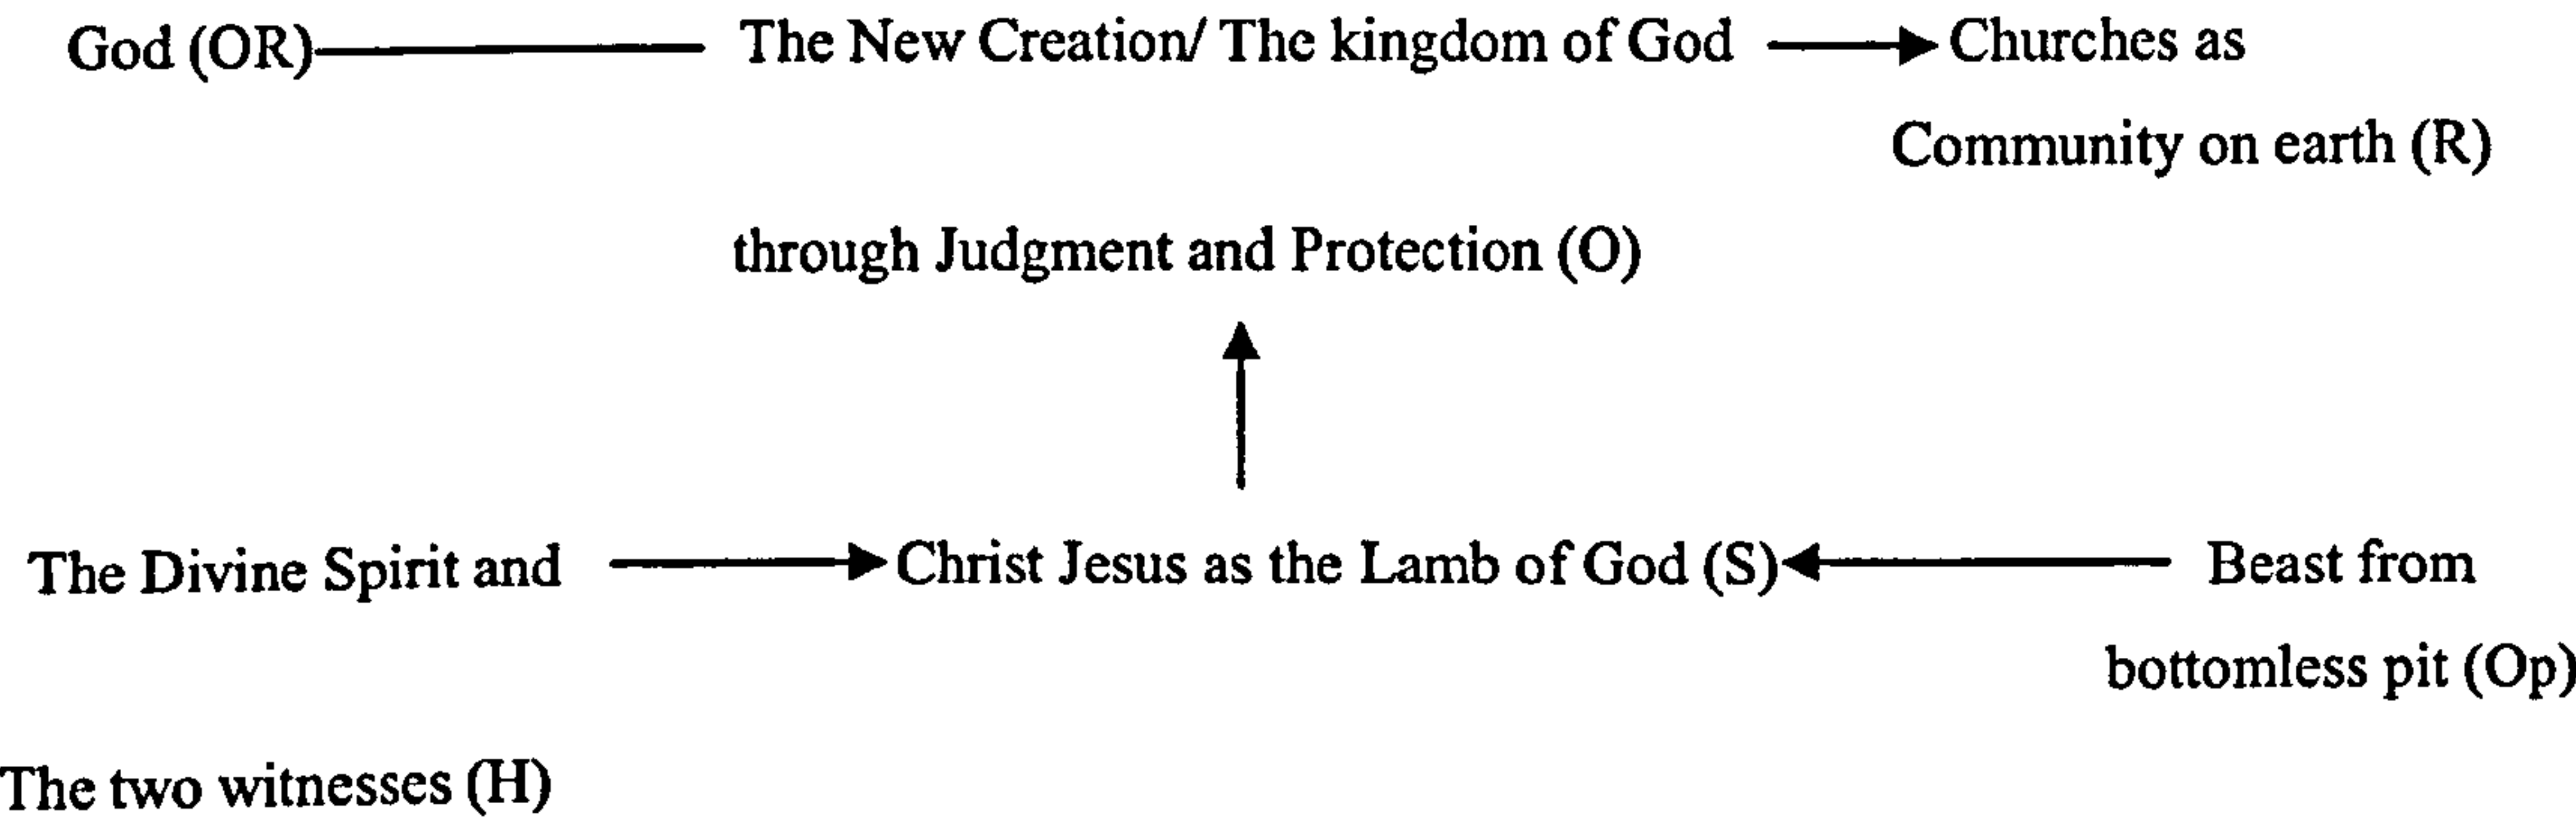 God (OR) The New Creation/ The kingdom of God Churches as
Community on earth (R)
through Judgment and Protection (O)
The Divine Spirit and Christ Jesus as the Lamb of God (S) Beast from
bottomless pit (Op)
The two witnesses (H)